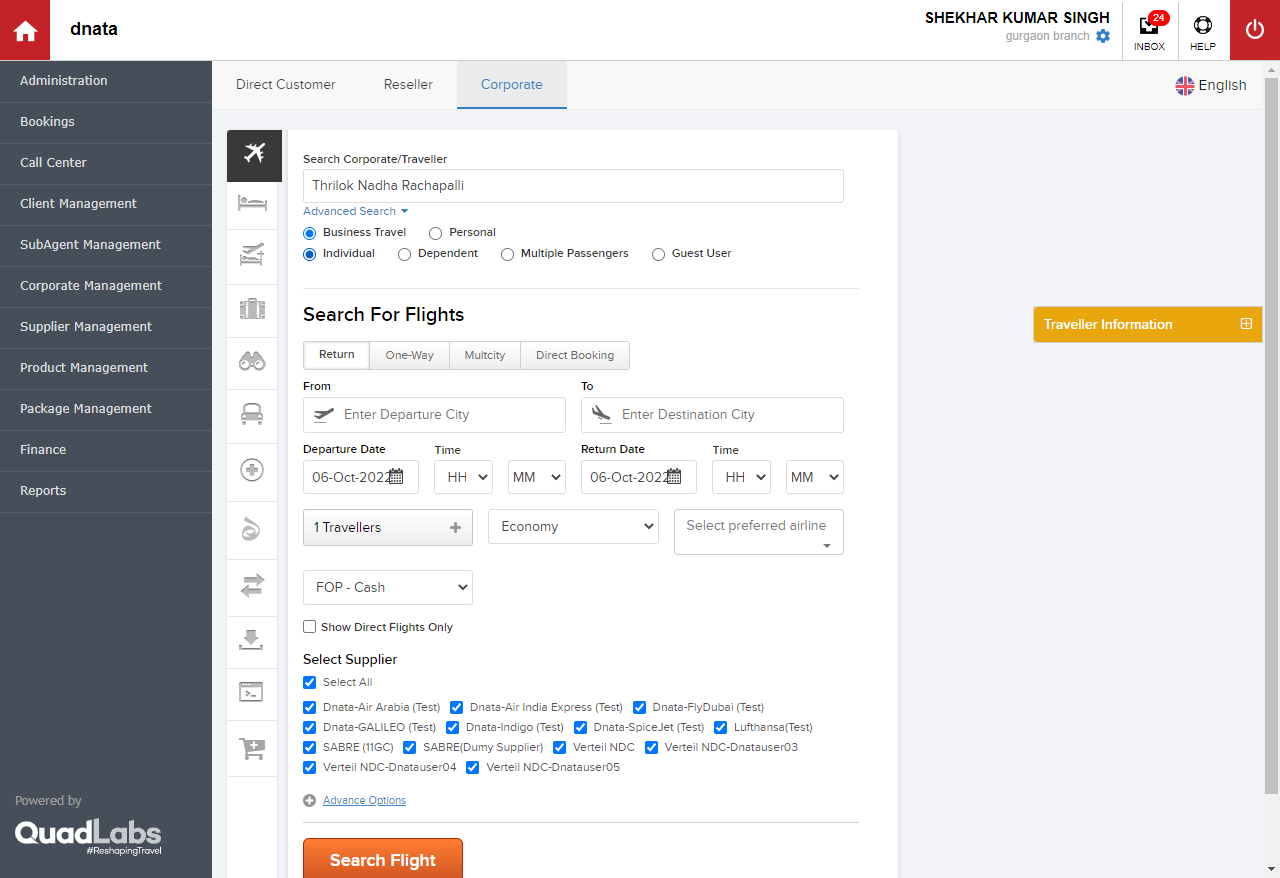 dnata
SHEKHAR KUMAR SINGH
gurgaon branch
24
INBOX
HELP
Administration
Bookings
Call Center
Client Management
SubAgent Management
Corporate Management
Supplier Management
Product Management
Package Management
Finance
Reports
Powered by
QuadLabs
#ReshapingTravel
Direct Customer
Reseller
Corporate
English
Search Corporate/Traveller
Thrilok Nadha Rachapalli
Advanced Search
Business Travel Personal
Individual Dependent Multiple Passengers Guest User
Search For Flights
Return One-Way Multcity Direct Booking
From To
Enter Departure City Enter Destination City
Departure Date Time Return Date Time
06-Oct-2022 HH MM 06-Oct-2022 HH MM
1 Travellers Economy Select preferred airline
FOP - Cash
Show Direct Flights Only
Select Supplier
Select All
Dnata-Air Arabia (Test) Dnata-Air India Express (Test) Dnata-FlyDubai (Test)
Dnata-GALILEO (Test) Dnata-Indigo (Test) Dnata-SpiceJet (Test) Lufthansa(Test)
SABRE (11GC) SABRE(Dumy Supplier) Verteil NDC Verteil NDC-Dnatauser03
Verteil NDC-Dnatauser04 Verteil NDC-Dnatauser05
Advance Options
Search Flight
Traveller Information